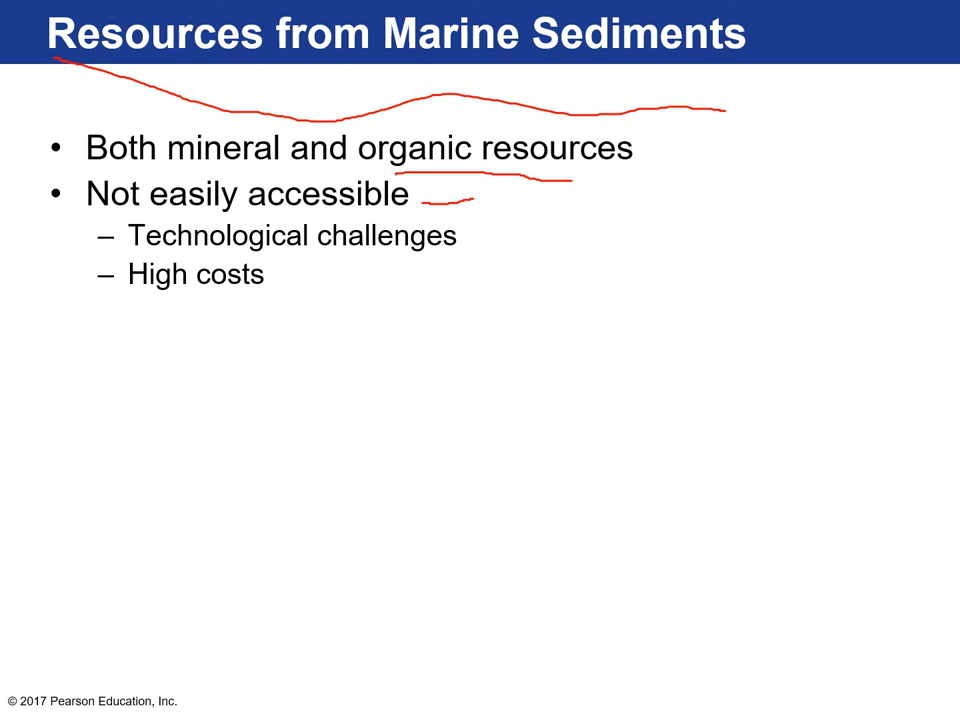 Resources from Marine Sediments
• Both mineral and organic resources
• Not easily accessible
– Technological challenges
– High costs
© 2017 Pearson Education, Inc.